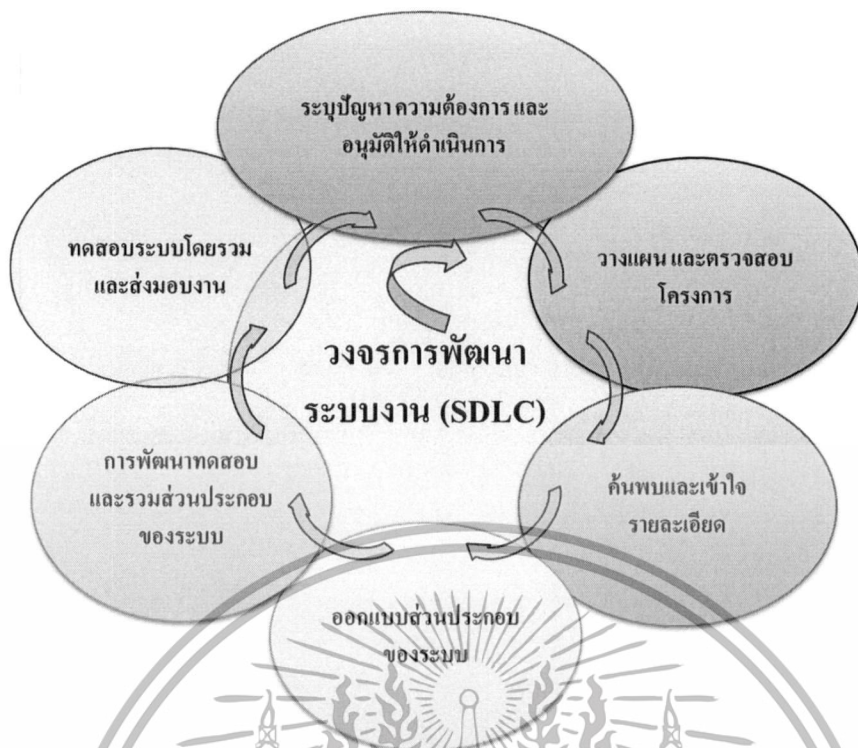 ระบุปัญหา ความต้องการ และ
อนุมัติให้ดำเนินการ
วางแผน และตรวจสอบ
โครงการ
ค้นพบและเข้าใจ
รายละเอียด
ออกแบบส่วนประกอบ
ของระบบ
การพัฒนาทดสอบ
และรวมส่วนประกอบ
ของระบบ
ทดสอบระบบโดยรวม
และส่งมอบงาน
วงจรการพัฒนา
ระบบงาน (SDLC)